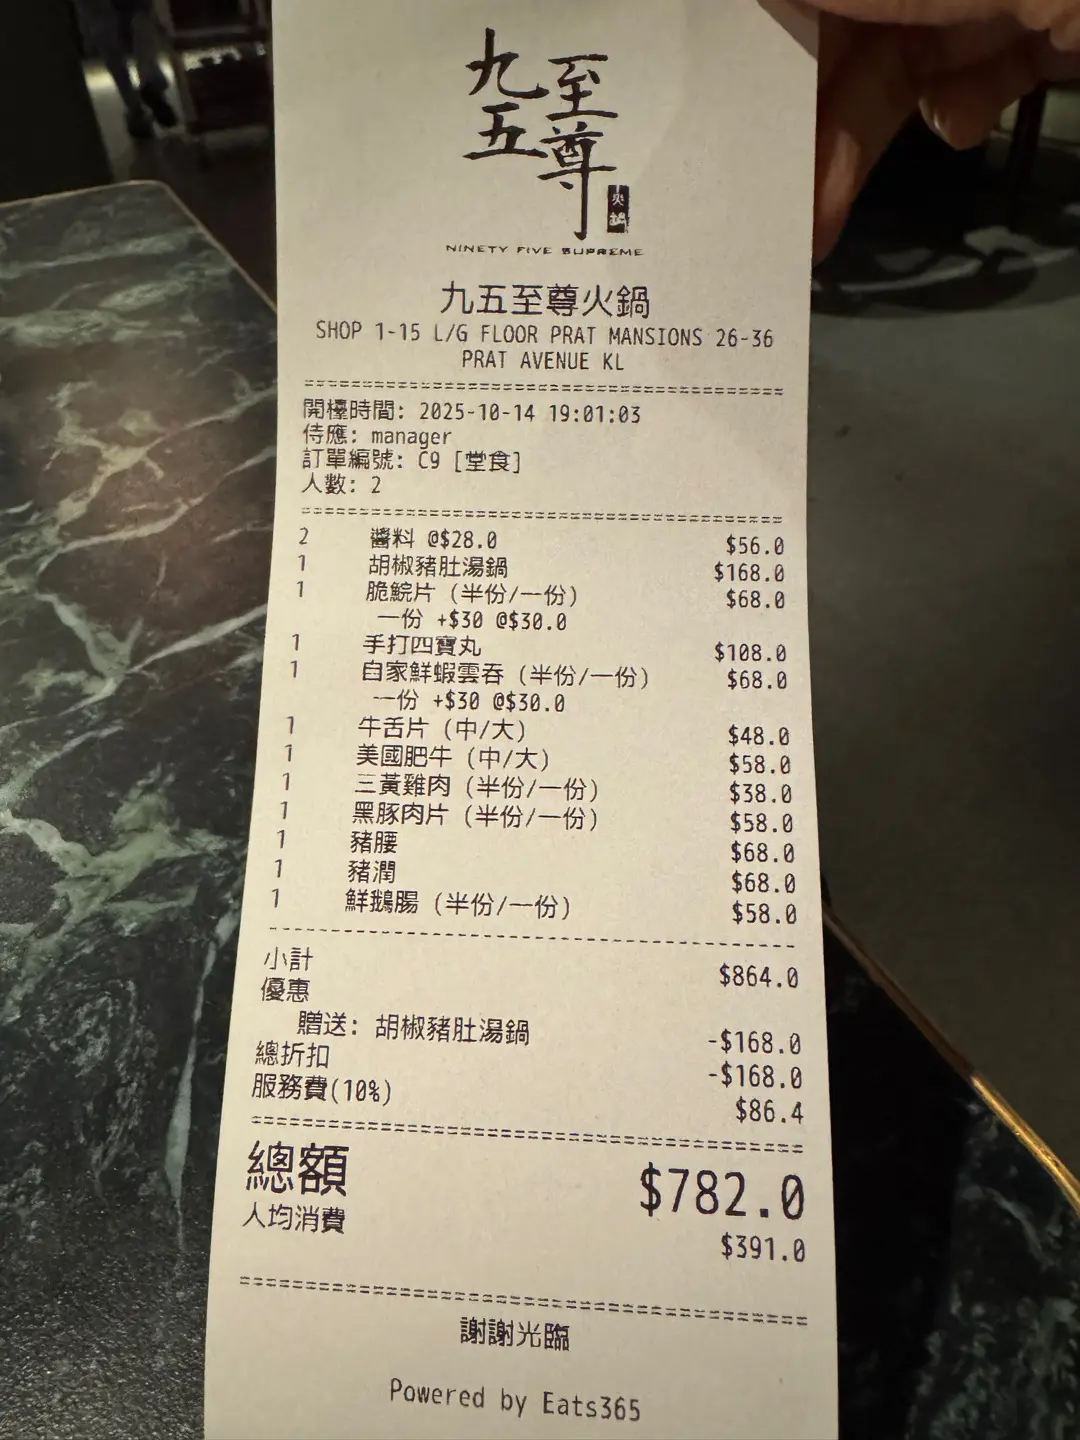 九五至尊
火鍋
NINETY FIVE SUPREME
九五至尊火鍋
SHOP 1-15 L/G FLOOR PRAT MANSIONS 26-36
PRAT AVENUE KL
開檯時間: 2025-10-14 19:01:03
侍應: manager
訂單編號: C9 [堂食]
人數: 2
2 醬料 @$28.0 $56.0
1 胡椒豬肚湯鍋 $168.0
1 脆鯇片 (半份/一份) $68.0
一份 +$30 @$30.0
1 手打四寶丸 $108.0
1 自家鮮蝦雲吞 (半份/一份) $68.0
一份 +$30 @$30.0
1 牛舌片 (中/大) $48.0
1 美國肥牛 (中/大) $58.0
1 三黃雞肉 (半份/一份) $38.0
1 黑豚肉片 (半份/一份) $58.0
1 豬腰 $68.0
1 豬潤 $68.0
1 鮮鵝腸 (半份/一份) $58.0
小計 $864.0
優惠
贈送: 胡椒豬肚湯鍋 -$168.0
總折扣 -$168.0
服務費(10%) $86.4
總額 $782.0
人均消費 $391.0
謝謝光臨
Powered by Eats365